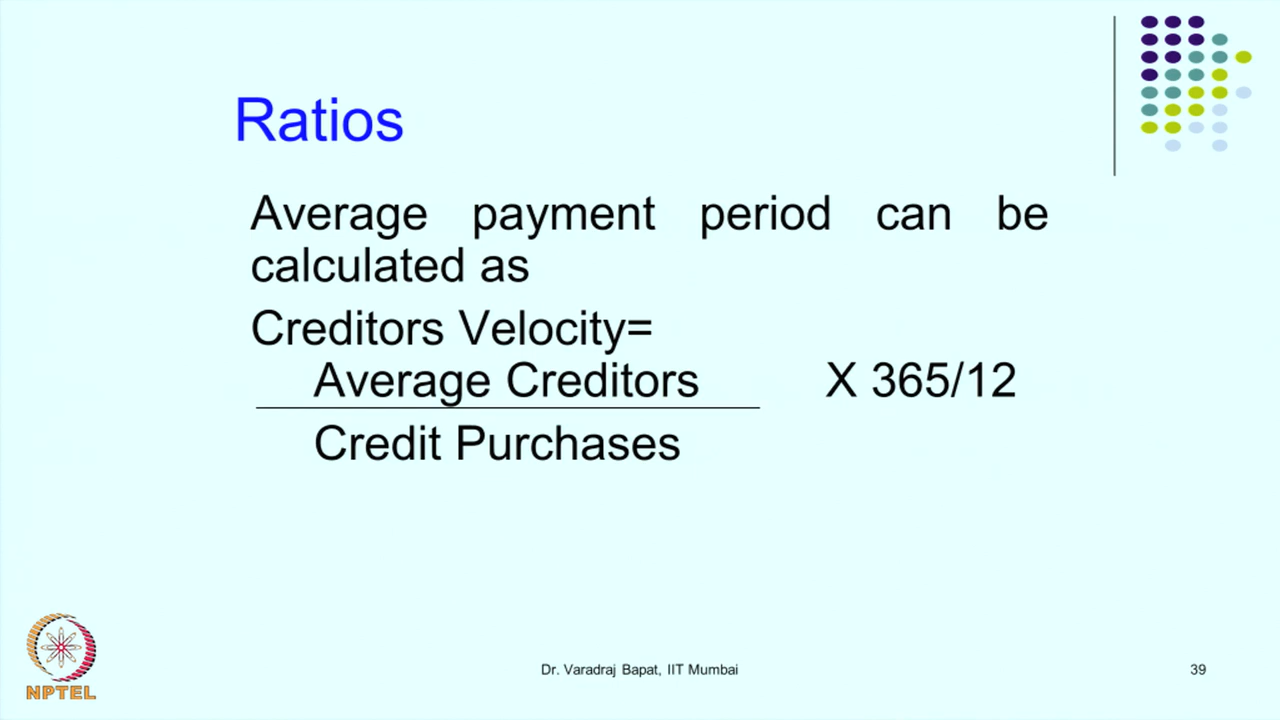 Ratios
Average payment period can be
calculated as
Creditors Velocity=
Average Creditors X 365/12
Credit Purchases
NPTEL
Dr. Varadraj Bapat, IIT Mumbai
39